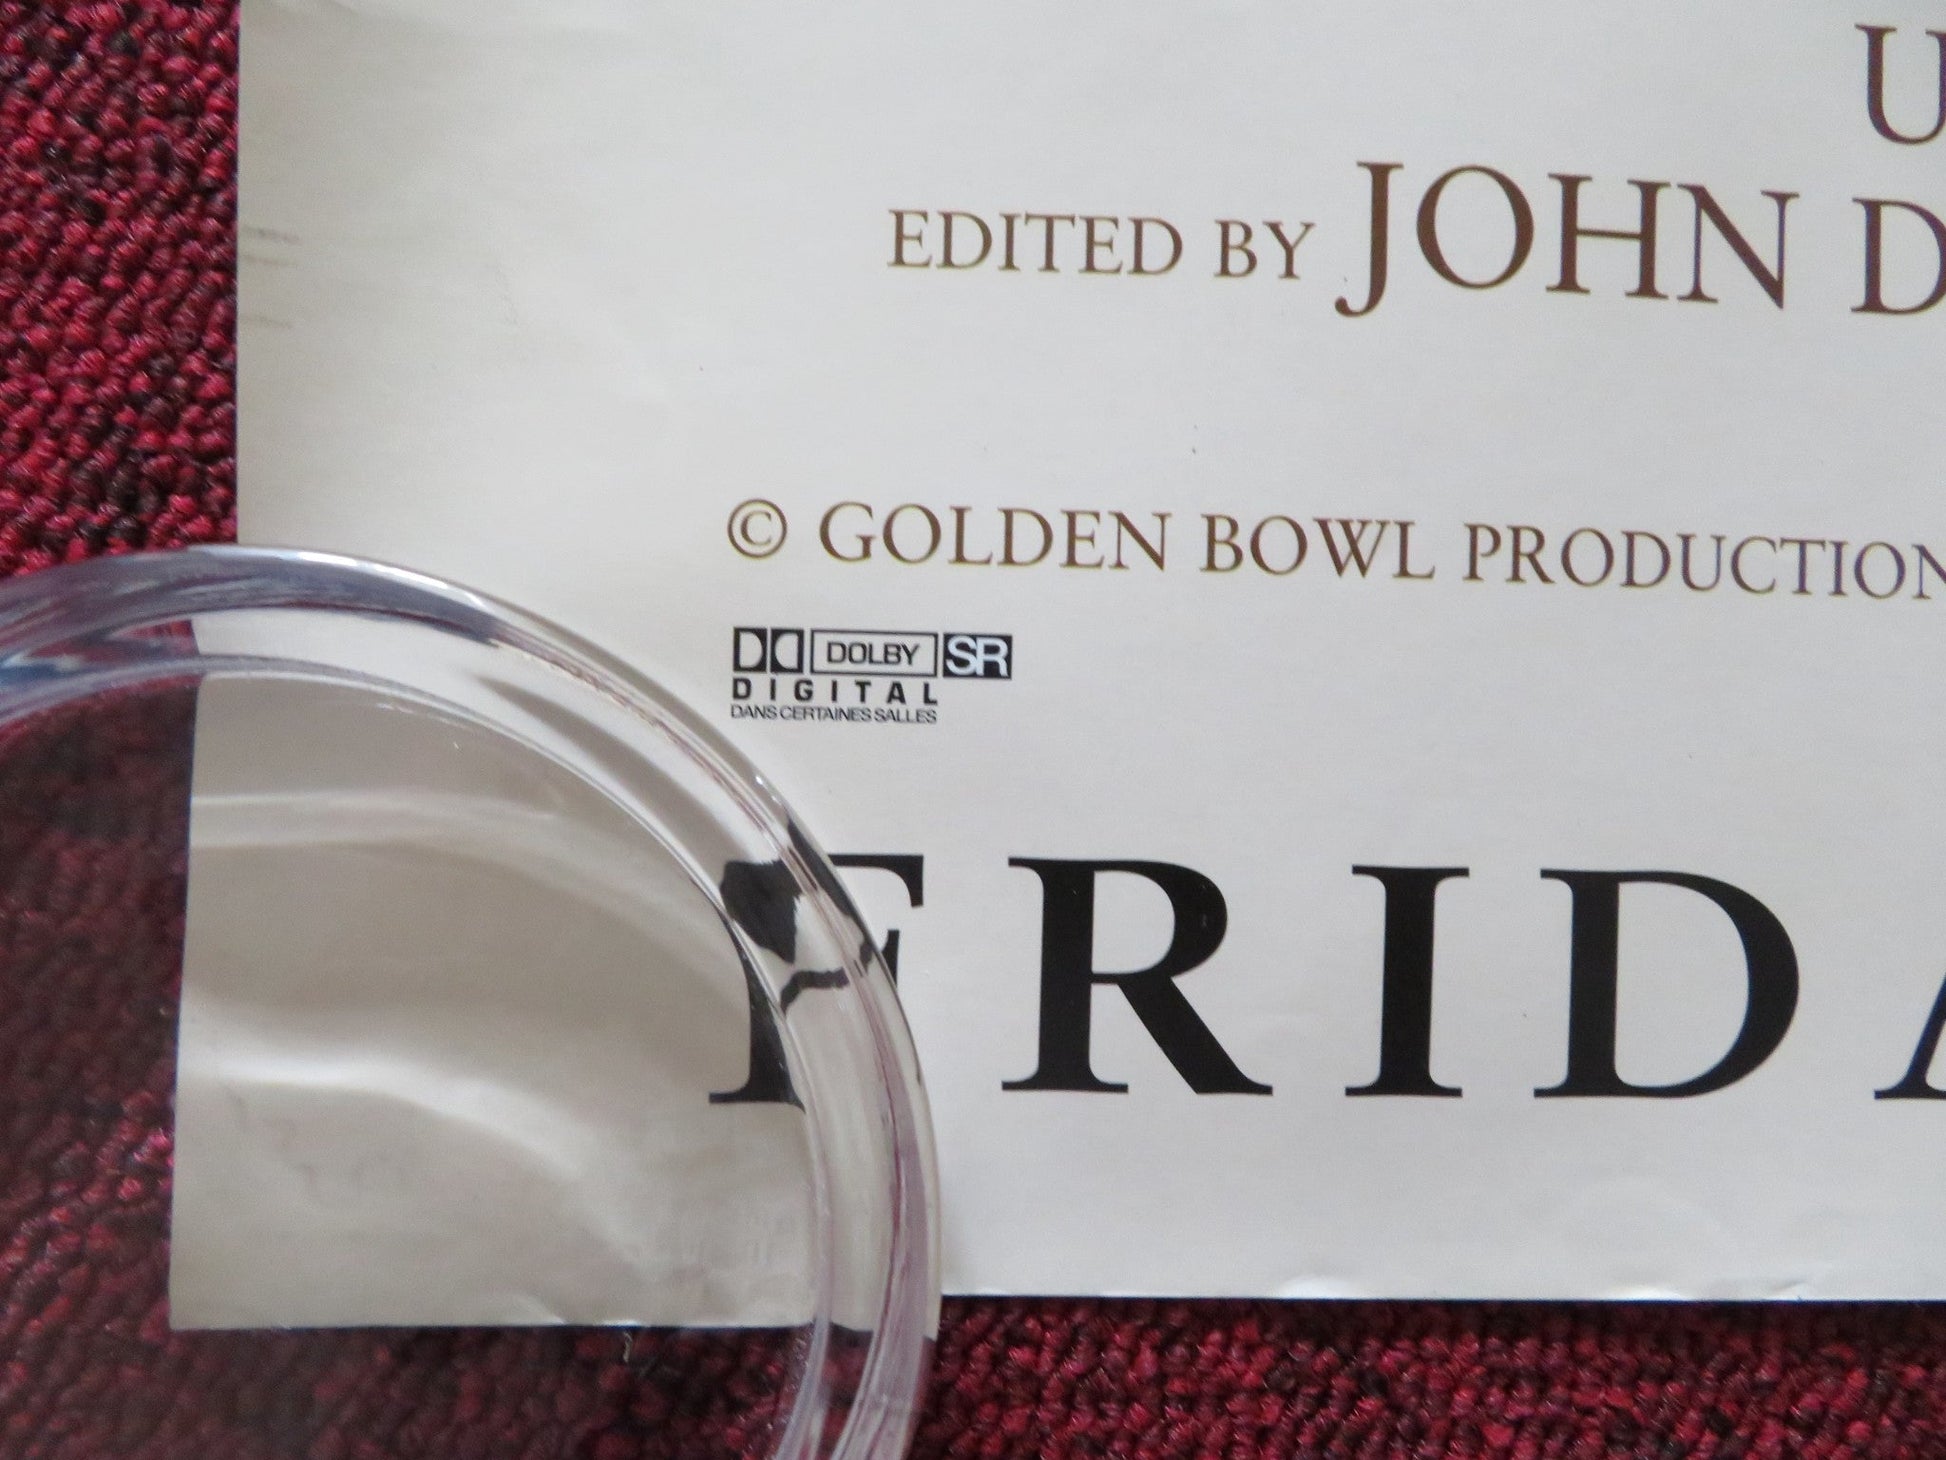 U
EDITED BY JOHN D
© GOLDEN BOWL PRODUCTION
DOLBY SR
DIGITAL
DANS CERTAINES SALLES
FRIDA